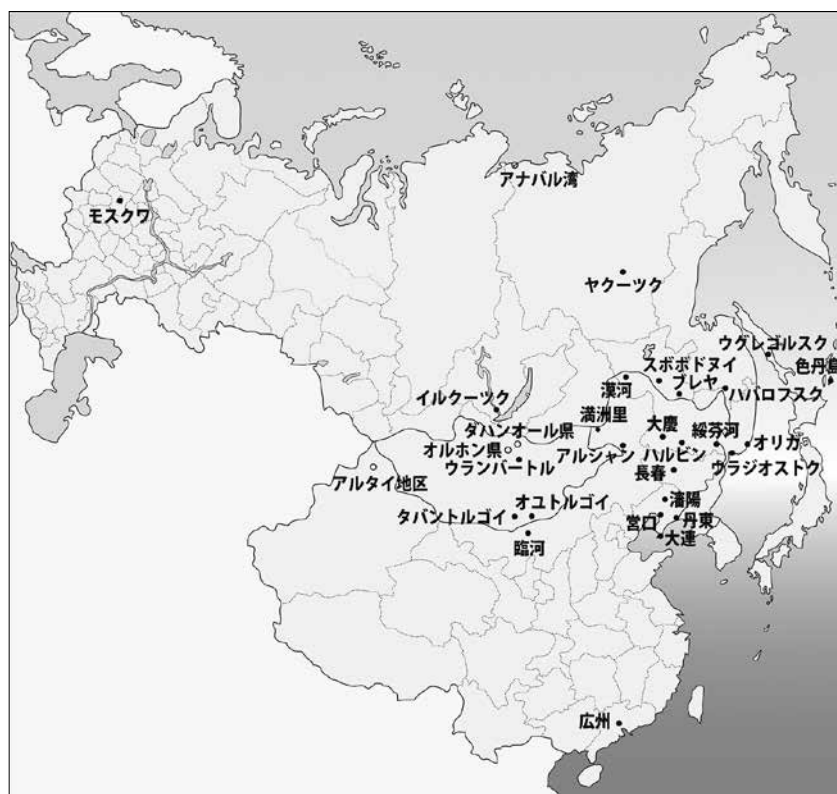 アナバル湾
モスクワ
ヤクーツク
ウグレゴルスク
スボボドヌイ
色丹島
漠河
ブレヤ
ハバロフスク
イルクーツク
満洲里
大慶
綏芬河
タハンオール県
オルホン県
アルシャン
ハルビン
オリカ
ウランバートル
ウラジオストク
アルタイ地区
長春
瀋陽
タバントルゴイ
オユトルゴイ
営口
丹東
臨河
大連
広州